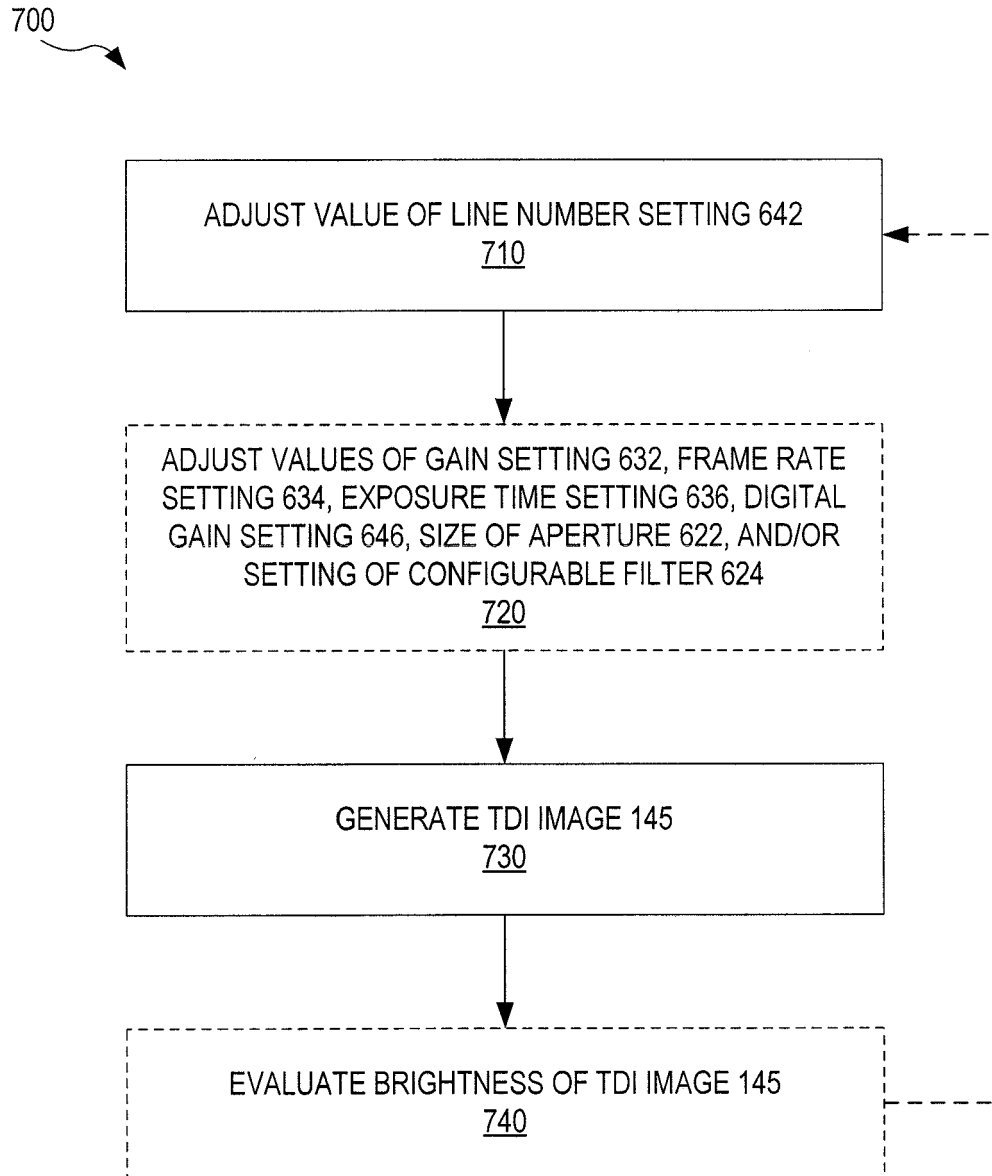 700
ADJUST VALUE OF LINE NUMBER SETTING 642
710
ADJUST VALUES OF GAIN SETTING 632, FRAME RATE
SETTING 634, EXPOSURE TIME SETTING 636, DIGITAL
GAIN SETTING 646, SIZE OF APERTURE 622, AND/OR
SETTING OF CONFIGURABLE FILTER 624
720
GENERATE TDI IMAGE 145
730
EVALUATE BRIGHTNESS OF TDI IMAGE 145
740